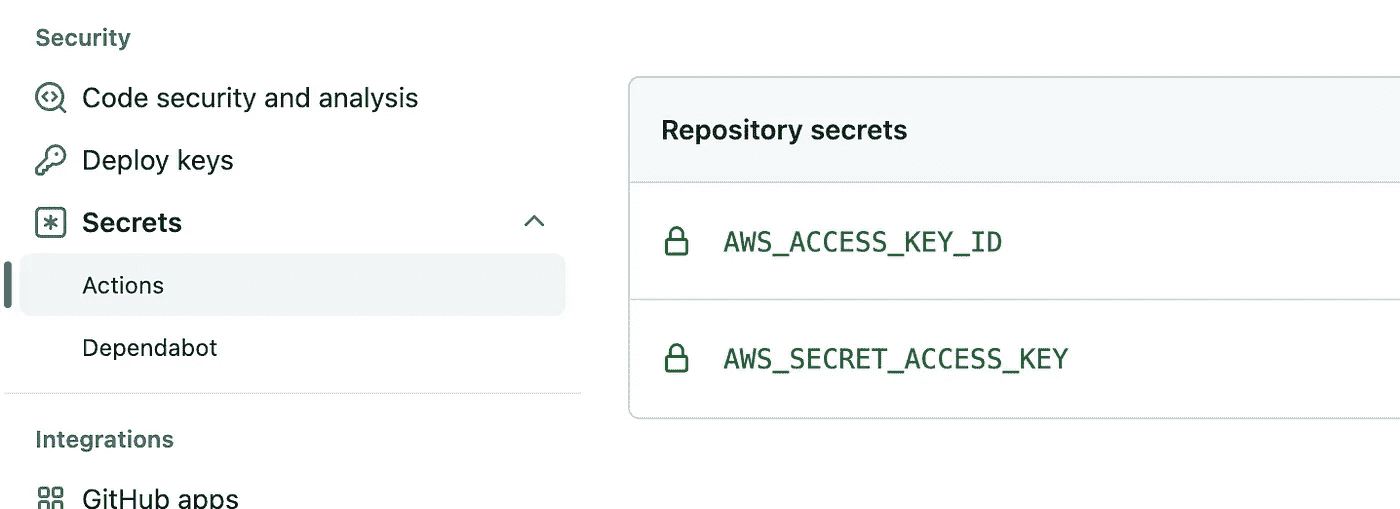 Security
Code security and analysis
Deploy keys
Secrets
Actions
Dependabot
Integrations
GitHub apps
Repository secrets
AWS_ACCESS_KEY_ID
AWS_SECRET_ACCESS_KEY